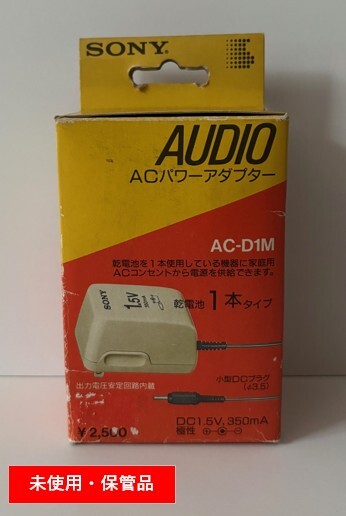 SONY
AUDIO
ACパワーアダプター
AC-D1M
乾電池を1本使用している機器に家庭用
ACコンセントから電源を供給できます。
乾電池1本タイプ
SONY
1.5V
350mA
小型DCプラグ
(φ3.5)
出力電圧安定回路内蔵
DC1.5V, 350mA
極性
¥2,500
未使用・保管品